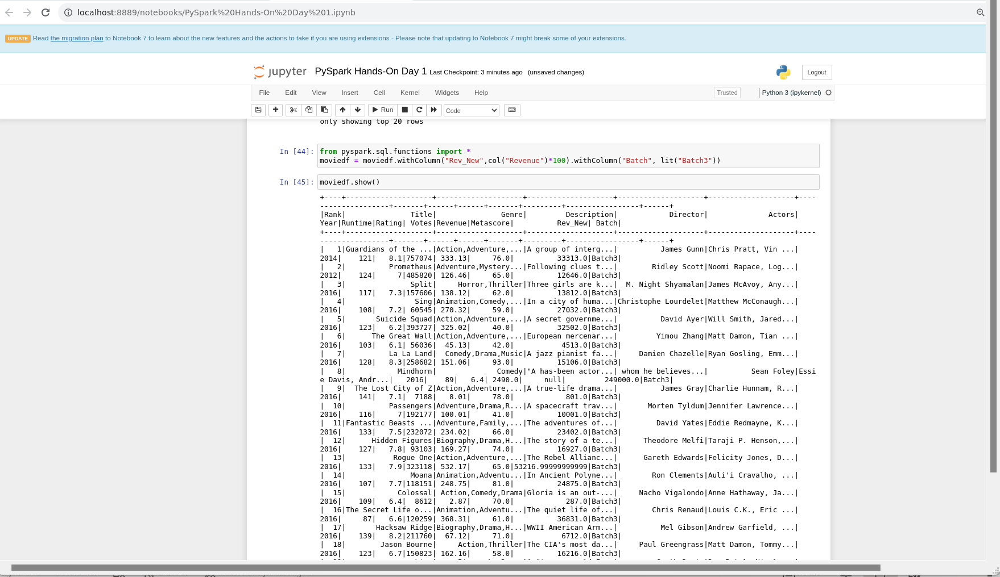 localhost:8889/notebooks/PySpark%20Hands-On%20Day%201.ipynb
UPDATE Read the migration plan to Notebook 7 to learn about the new features and the actions to take if you are using extensions - Please note that updating to Notebook 7 might break some of your extensions.
jupyter PySpark Hands-On Day 1 Last Checkpoint: 3 minutes ago (unsaved changes) Logout
File Edit View Insert Cell Kernel Widgets Help Trusted Python 3 (ipykernel)
Run Code
only showing top 20 rows
In [44]: from pyspark.sql.functions import *
moviedf = moviedf.withColumn("Rev_New",col("Revenue")*100).withColumn("Batch", lit("Batch3"))
In [45]: moviedf.show()
+----+--------------------+--------------------+--------------------+--------------------+--------------------+----
----------------+-------+------+------+-------+---------+-----------------+------+
|Rank|               Title|               Genre|         Description|            Director|              Actors|
Year|Runtime|Rating| Votes|Revenue|Metascore|          Rev_New| Batch|
+----+--------------------+--------------------+--------------------+--------------------+--------------------+----
----------------+-------+------+------+-------+---------+-----------------+------+
|   1|Guardians of the ...|Action,Adventure,...|A group of interg...|          James Gunn|Chris Pratt, Vin ...|
2014|    121|   8.1|757074| 333.13|     76.0|          33313.0|Batch3|
|   2|          Prometheus|Adventure,Mystery...|Following clues t...|        Ridley Scott|Noomi Rapace, Log...|
2012|    124|     7|485820| 126.46|     65.0|          12646.0|Batch3|
|   3|               Split|     Horror,Thriller|Three girls are k...|  M. Night Shyamalan|James McAvoy, Any...|
2016|    117|   7.3|157606| 138.12|     62.0|          13812.0|Batch3|
|   4|                Sing|Animation,Comedy,...|In a city of huma...|Christophe Lourdelet|Matthew McConaugh...|
2016|    108|   7.2| 60545| 270.32|     59.0|          27032.0|Batch3|
|   5|       Suicide Squad|Action,Adventure,...|A secret governme...|          David Ayer|Will Smith, Jared...|
2016|    123|   6.2|393727| 325.02|     40.0|          32502.0|Batch3|
|   6|      The Great Wall|Action,Adventure,...|European mercenar...|         Yimou Zhang|Matt Damon, Tian ...|
2016|    103|   6.1| 56036|  45.13|     42.0|           4513.0|Batch3|
|   7|          La La Land|  Comedy,Drama,Music|A jazz pianist fa...|     Damien Chazelle|Ryan Gosling, Emm...|
2016|    128|   8.3|258682| 151.06|     93.0|          15106.0|Batch3|
|   8|            Mindhorn|              Comedy|"A has-been actor...| whom he believes...|          Sean Foley|Essi
e Davis, Andr...|   2016|    89|   6.4| 2490.0|     null|         249000.0|Batch3|
|   9|  The Lost City of Z|Action,Adventure,...|A true-life drama...|          James Gray|Charlie Hunnam, R...|
2016|    141|   7.1|  7188|   8.01|     78.0|            801.0|Batch3|
|  10|          Passengers|Adventure,Drama,R...|A spacecraft trav...|       Morten Tyldum|Jennifer Lawrence...|
2016|    116|     7|192177| 100.01|     41.0|          10001.0|Batch3|
|  11|Fantastic Beasts ...|Adventure,Family,...|The adventures of...|         David Yates|Eddie Redmayne, K...|
2016|    133|   7.5|232072| 234.02|     66.0|          23402.0|Batch3|
|  12|      Hidden Figures|Biography,Drama,H...|The story of a te...|      Theodore Melfi|Taraji P. Henson,...|
2016|    127|   7.8| 93103| 169.27|     74.0|          16927.0|Batch3|
|  13|           Rogue One|Action,Adventure,...|The Rebel Allianc...|      Gareth Edwards|Felicity Jones, D...|
2016|    133|   7.9|323118| 532.17|     65.0|53216.99999999999|Batch3|
|  14|               Moana|Animation,Adventu...|In Ancient Polyne...|        Ron Clements|Auli'i Cravalho, ...|
2016|    107|   7.7|118151| 248.75|     81.0|          24875.0|Batch3|
|  15|            Colossal| Action,Comedy,Drama|Gloria is an out-...|     Nacho Vigalondo|Anne Hathaway, Ja...|
2016|    109|   6.4|  8612|   2.87|     70.0|            287.0|Batch3|
|  16|The Secret Life o...|Animation,Adventu...|The quiet life of...|        Chris Renaud|Louis C.K., Eric ...|
2016|     87|   6.6|120259| 368.31|     61.0|          36831.0|Batch3|
|  17|       Hacksaw Ridge|Biography,Drama,H...|WWII American Arm...|          Mel Gibson|Andrew Garfield, ...|
2016|    139|   8.2|211760|  67.12|     71.0|           6712.0|Batch3|
|  18|        Jason Bourne|     Action,Thriller|The CIA's most da...|     Paul Greengrass|Matt Damon, Tommy...|
2016|    123|   6.7|150823| 162.16|     58.0|          16216.0|Batch3|